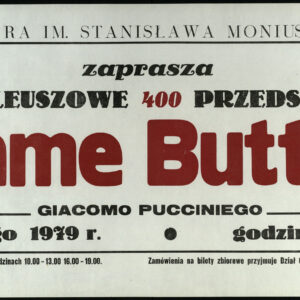 RA IM. STANISŁAWA MONIUS
zaprasza
LEUSZOWE 400 PRZEDS
ame Butt
GIACOMO PUCCINIEGO
go 1979 r. • godzin
dzinach 10.00 - 13.00 16.00 - 19.00. Zamówienia na bilety zbiorowe przyjmuje Dział